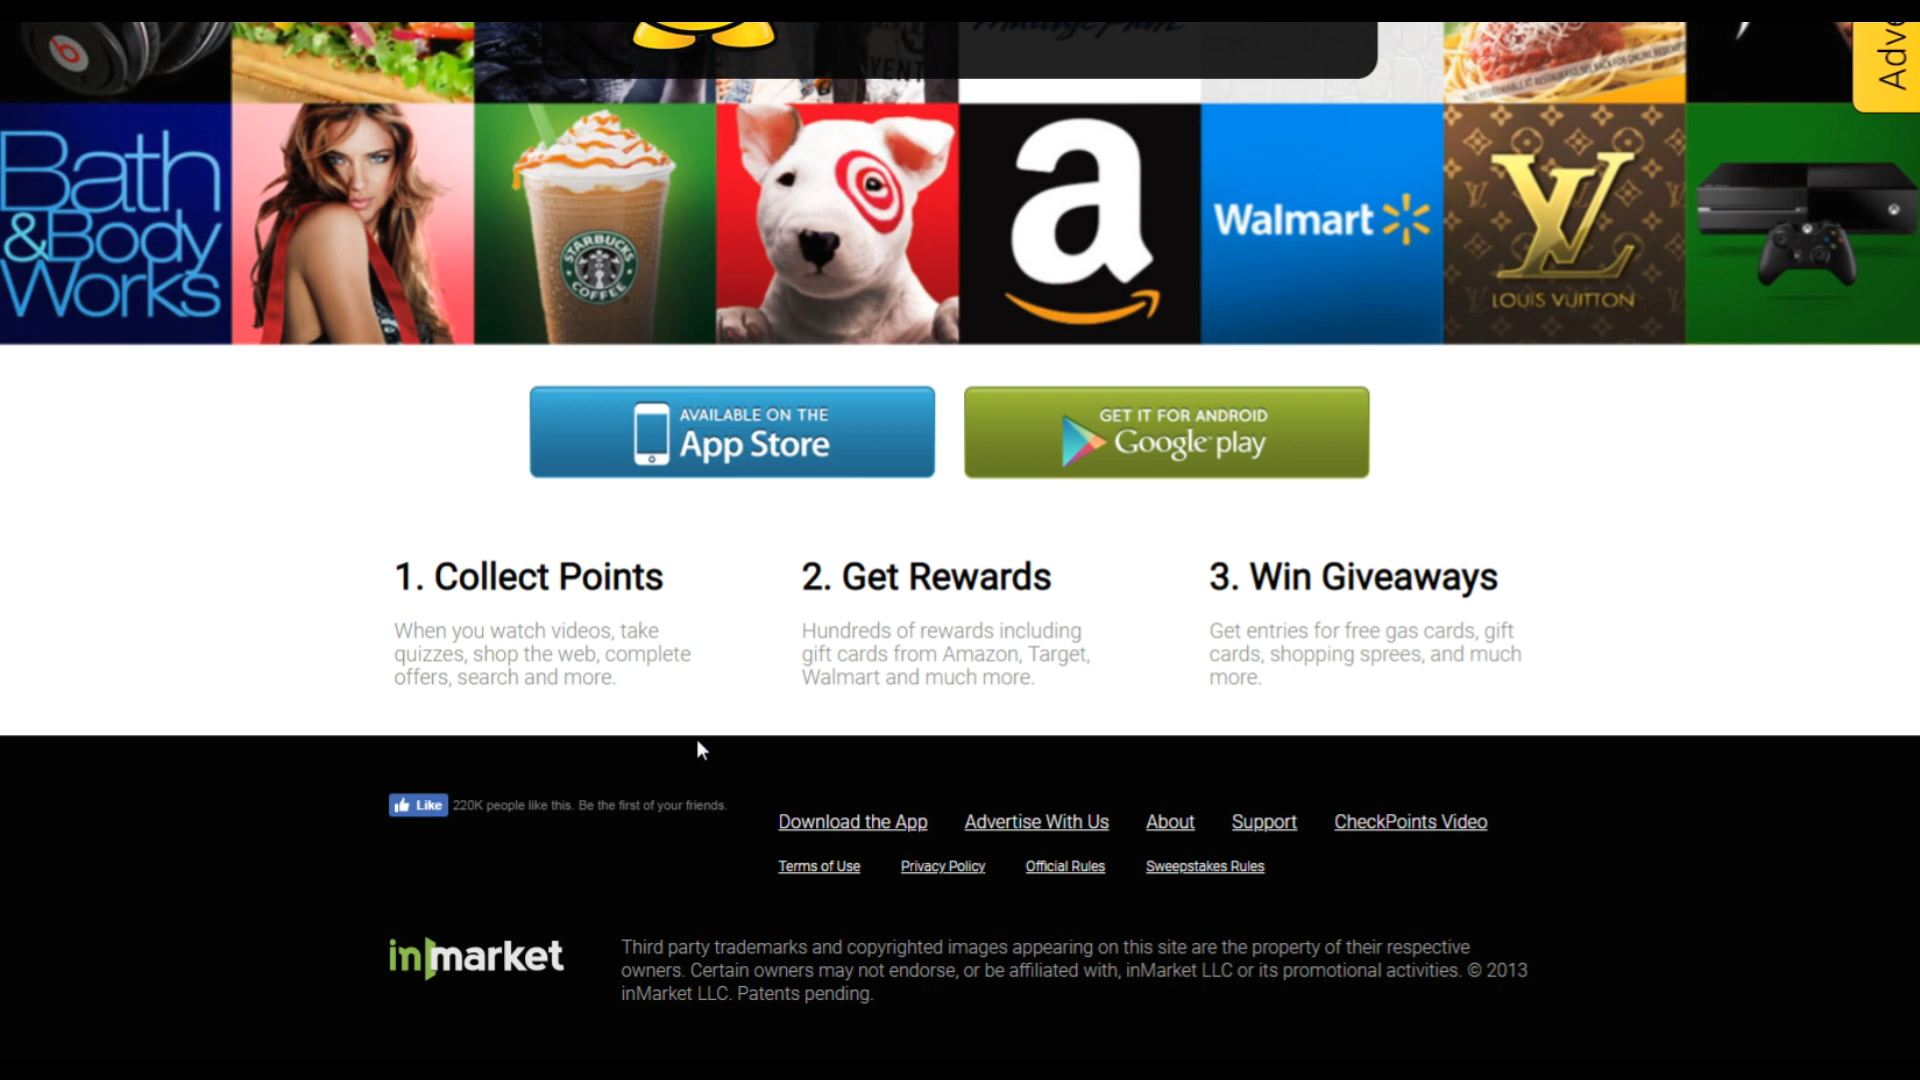 Adve
VENT
Bath
&Body
Works
STARBUCKS
COFFEE
a
Walmart
LV
LOUIS VUITTON
AVAILABLE ON THE
App Store
GET IT FOR ANDROID
Google play
1. Collect Points
When you watch videos, take
quizzes, shop the web, complete
offers, search and more.
2. Get Rewards
Hundreds of rewards including
gift cards from Amazon, Target,
Walmart and much more.
3. Win Giveaways
Get entries for free gas cards, gift
cards, shopping sprees, and much
more.
Like 220K people like this. Be the first of your friends.
Download the App Advertise With Us About Support CheckPoints Video
Terms of Use Privacy Policy Official Rules Sweepstakes Rules
inmarket
Third party trademarks and copyrighted images appearing on this site are the property of their respective
owners. Certain owners may not endorse, or be affiliated with, inMarket LLC or its promotional activities. © 2013
inMarket LLC. Patents pending.